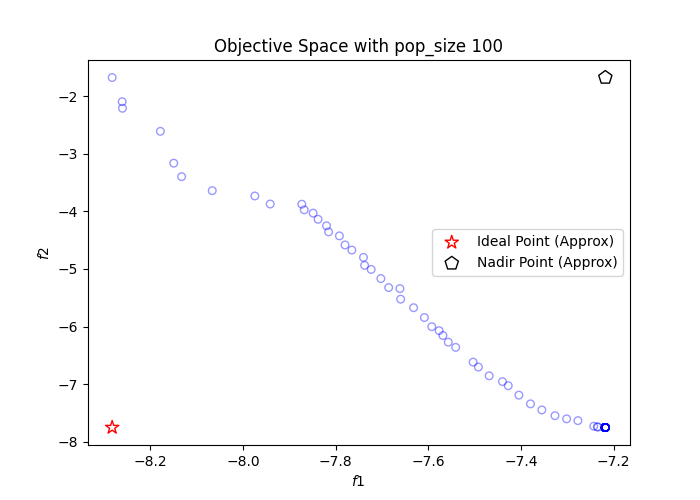 Objective Space with pop_size 100
f2
−2
−3
−4
−5
−6
−7
−8
Ideal Point (Approx)
Nadir Point (Approx)
−8.2
−8.0
−7.8
−7.6
−7.4
−7.2
f1